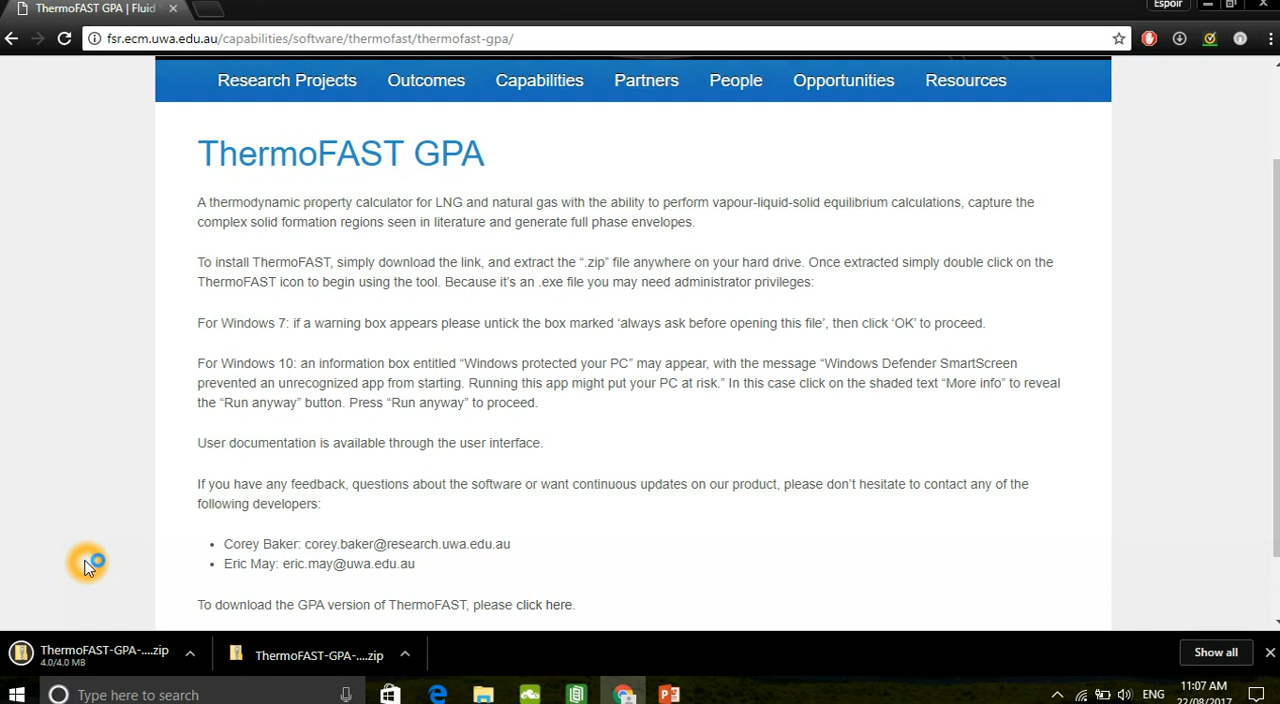 ThermoFAST GPA | Fluid
Espoir
fsr.ecm.uwa.edu.au/capabilities/software/thermofast/thermofast-gpa/
Research Projects Outcomes Capabilities Partners People Opportunities Resources
ThermoFAST GPA
A thermodynamic property calculator for LNG and natural gas with the ability to perform vapour-liquid-solid equilibrium calculations, capture the
complex solid formation regions seen in literature and generate full phase envelopes.
To install ThermoFAST, simply download the link, and extract the “.zip” file anywhere on your hard drive. Once extracted simply double click on the
ThermoFAST icon to begin using the tool. Because it's an .exe file you may need administrator privileges:
For Windows 7: if a warning box appears please untick the box marked ‘always ask before opening this file’, then click ‘OK’ to proceed.
For Windows 10: an information box entitled “Windows protected your PC” may appear, with the message “Windows Defender SmartScreen
prevented an unrecognized app from starting. Running this app might put your PC at risk.” In this case click on the shaded text “More info” to reveal
the “Run anyway” button. Press “Run anyway” to proceed.
User documentation is available through the user interface.
If you have any feedback, questions about the software or want continuous updates on our product, please don’t hesitate to contact any of the
following developers:
• Corey Baker: corey.baker@research.uwa.edu.au
• Eric May: eric.may@uwa.edu.au
To download the GPA version of ThermoFAST, please click here.
ThermoFAST-GPA-....zip
4.0/4.0 MB
ThermoFAST-GPA-....zip
Show all
Type here to search
ENG
11:07 AM
22/08/2017